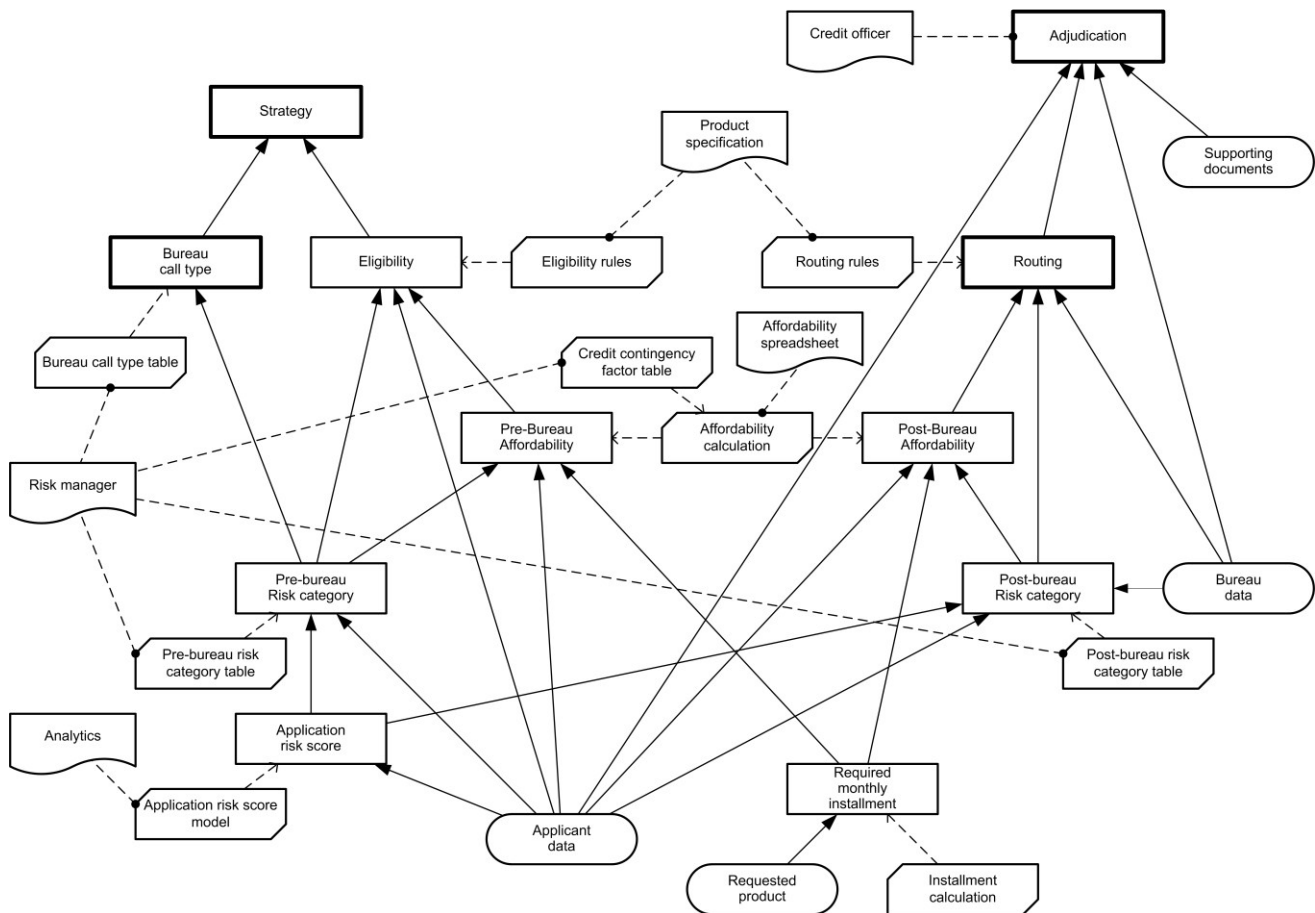 Credit officer
Adjudication
Strategy
Product
specification
Supporting
documents
Bureau
call type
Eligibility
Eligibility rules
Routing rules
Routing
Bureau call type table
Credit contingency
factor table
Affordability
spreadsheet
Pre-Bureau
Affordability
Affordability
calculation
Post-Bureau
Affordability
Risk manager
Pre-bureau
Risk category
Post-bureau
Risk category
Bureau
data
Pre-bureau risk
category table
Post-bureau risk
category table
Analytics
Application
risk score
Required
monthly
installment
Application risk score
model
Applicant
data
Requested
product
Installment
calculation